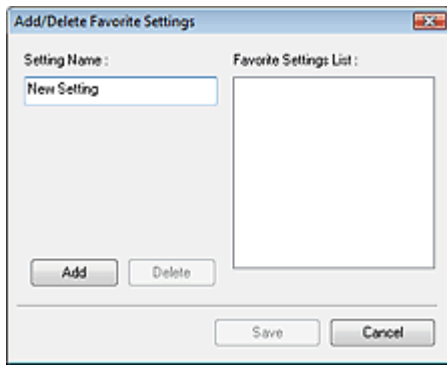 Add/Delete Favorite Settings
Setting Name :
New Setting
Favorite Settings List :
Add
Delete
Save
Cancel